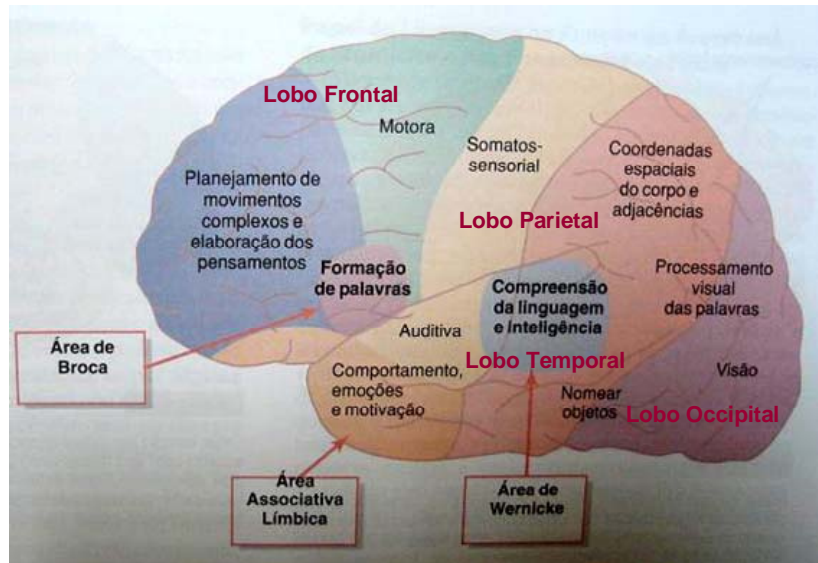 Lobo Frontal
Motora
Somatos-
sensorial
Coordenadas
espaciais
do corpo e
adjacências
Planejamento de
movimentos
complexos e
elaboração dos
pensamentos
Lobo Parietal
Formação
de palavras
Compreensão
da linguagem
e inteligência
Processamento
visual
das palavras
Auditiva
Lobo Temporal
Visão
Comportamento,
emoções
e motivação
Nomear
objetos
Lobo Occipital
Área de
Broca
Área
Associativa
Límbica
Área de
Wernicke